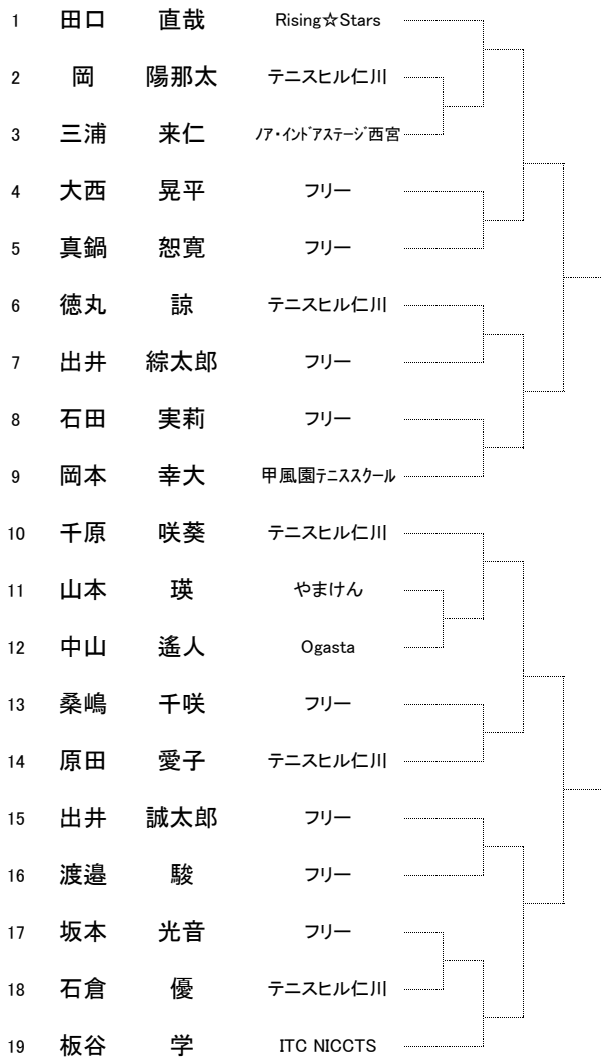 1 田口 直哉 Rising☆Stars
2 岡 陽那太 テニスヒル仁川
3 三浦 来仁 ﾉｱ・ｲﾝﾄﾞｱｽﾃｰｼﾞ西宮
4 大西 晃平 フリー
5 真鍋 恕寛 フリー
6 徳丸 諒 テニスヒル仁川
7 出井 綜太郎 フリー
8 石田 実莉 フリー
9 岡本 幸大 甲風園ﾃﾆｽｽｸｰﾙ
10 千原 咲葵 テニスヒル仁川
11 山本 瑛 やまけん
12 中山 遙人 Ogasta
13 桑嶋 千咲 フリー
14 原田 愛子 テニスヒル仁川
15 出井 誠太郎 フリー
16 渡邉 駿 フリー
17 坂本 光音 フリー
18 石倉 優 テニスヒル仁川
19 板谷 学 ITC NICCTS